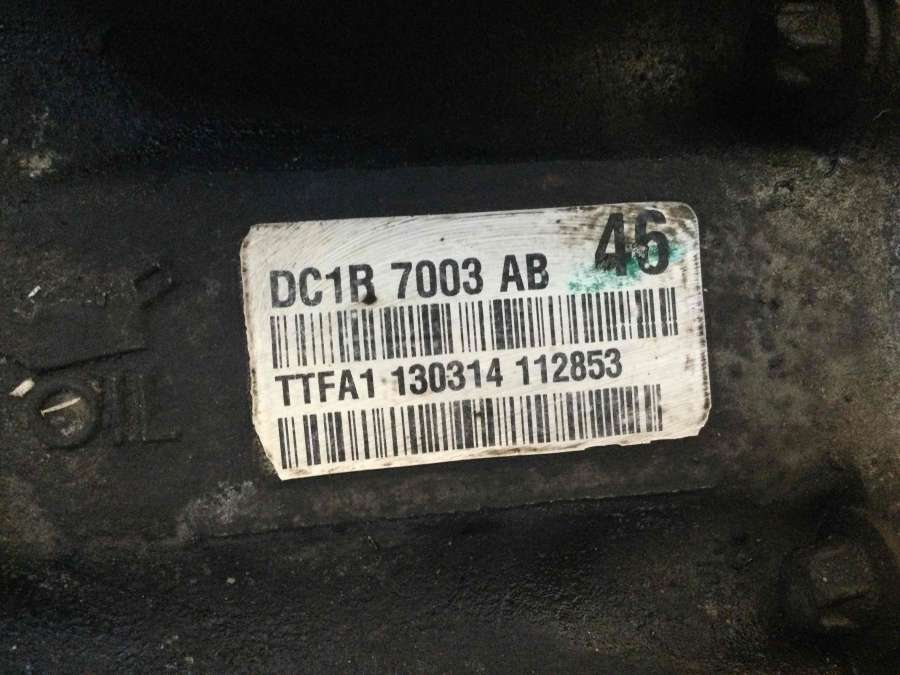 46
DC1R 7003 AB
TTFA1 130314 112853
OIL